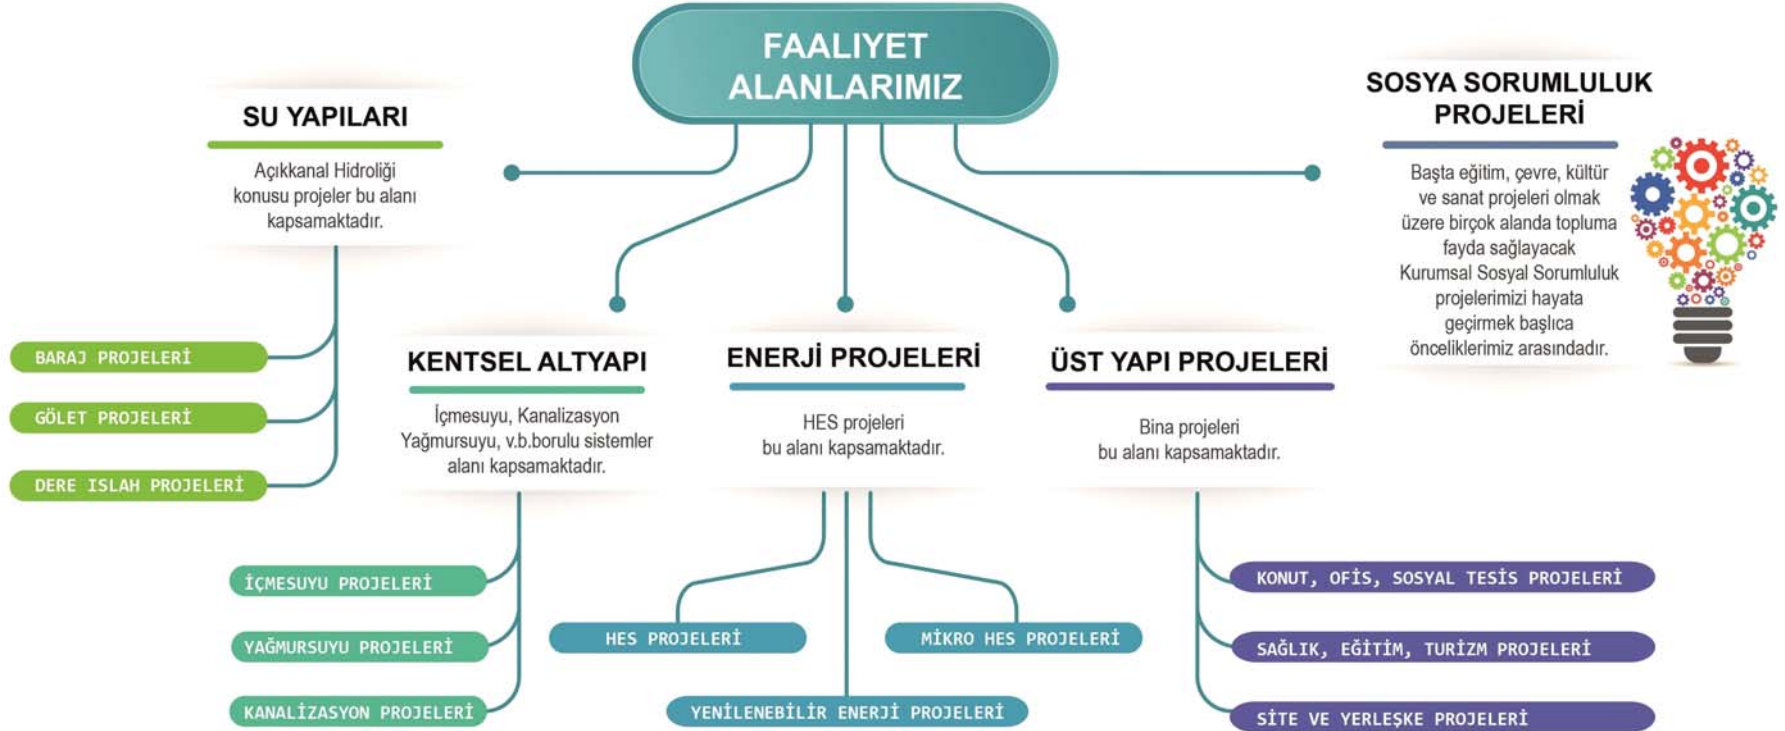 FAALIYET
ALANLARIMIZ
SU YAPILARI
Açıkkanal Hidroliği
konusu projeler bu alanı
kapsamaktadır.
BARAJ PROJELERİ
GÖLET PROJELERİ
DERE ISLAH PROJELERİ
KENTSEL ALTYAPI
İçmesuyu, Kanalizasyon
Yağmursuyu, v.b.borulu sistemler
alanı kapsamaktadır.
İÇMESUYU PROJELERİ
YAĞMURSUYU PROJELERİ
KANALİZASYON PROJELERİ
ENERJİ PROJELERİ
HES projeleri
bu alanı kapsamaktadır.
HES PROJELERİ
MİKRO HES PROJELERİ
YENİLENEBİLİR ENERJİ PROJELERİ
ÜST YAPI PROJELERİ
Bina projeleri
bu alanı kapsamaktadır.
KONUT, OFİS, SOSYAL TESİS PROJELERİ
SAĞLIK, EĞİTİM, TURİZM PROJELERİ
SİTE VE YERLEŞKE PROJELERİ
SOSYA SORUMLULUK
PROJELERİ
Başta eğitim, çevre, kültür
ve sanat projeleri olmak
üzere birçok alanda topluma
fayda sağlayacak
Kurumsal Sosyal Sorumluluk
projelerimizi hayata
geçirmek başlıca
önceliklerimiz arasındadır.